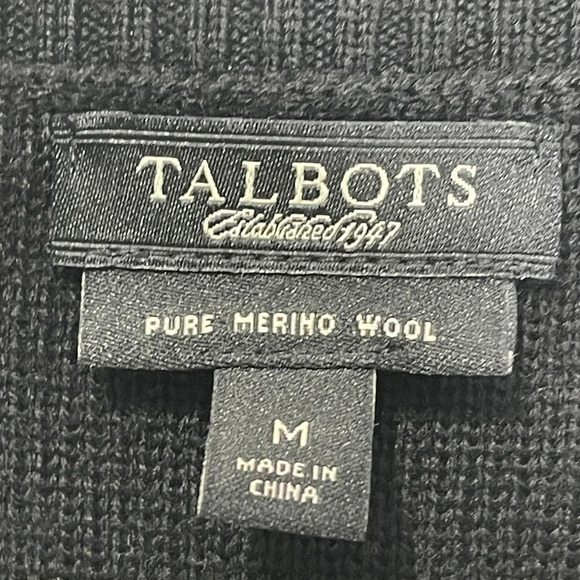 TALBOTS
Established 1947
PURE MERINO WOOL
M
MADE IN
CHINA